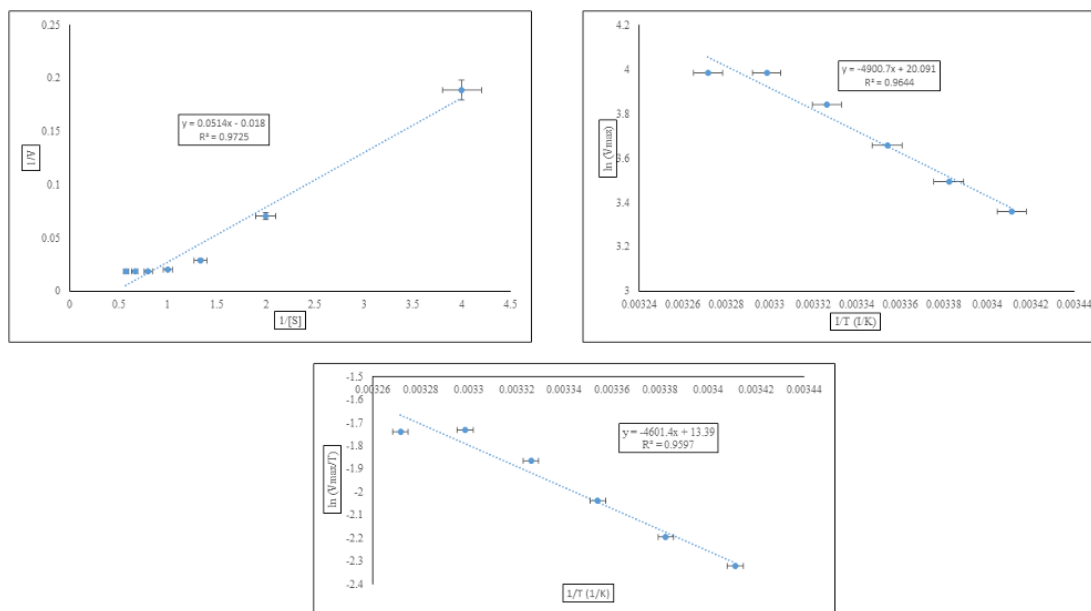 0.25
0.2
0.15
0.1
0.05
0
0 0.5 1 1.5 2 2.5 3 3.5 4 4.5
1/V
1/[S]
y = 0.0514x - 0.018
R² = 0.9725
4.2
4
3.8
3.6
3.4
3.2
3
0.00324 0.00326 0.00328 0.0033 0.00332 0.00334 0.00336 0.00338 0.0034 0.00342 0.00344
ln (Vmax)
1/T (1/K)
y = -4900.7x + 20.091
R² = 0.9644
-1.5
0.00326 0.00328 0.0033 0.00332 0.00334 0.00336 0.00338 0.0034 0.00342 0.00344
-1.6
-1.7
-1.8
-1.9
-2
-2.1
-2.2
-2.3
-2.4
ln (Vmax/T)
1/T (1/K)
y = -4601.4x + 13.39
R² = 0.9597